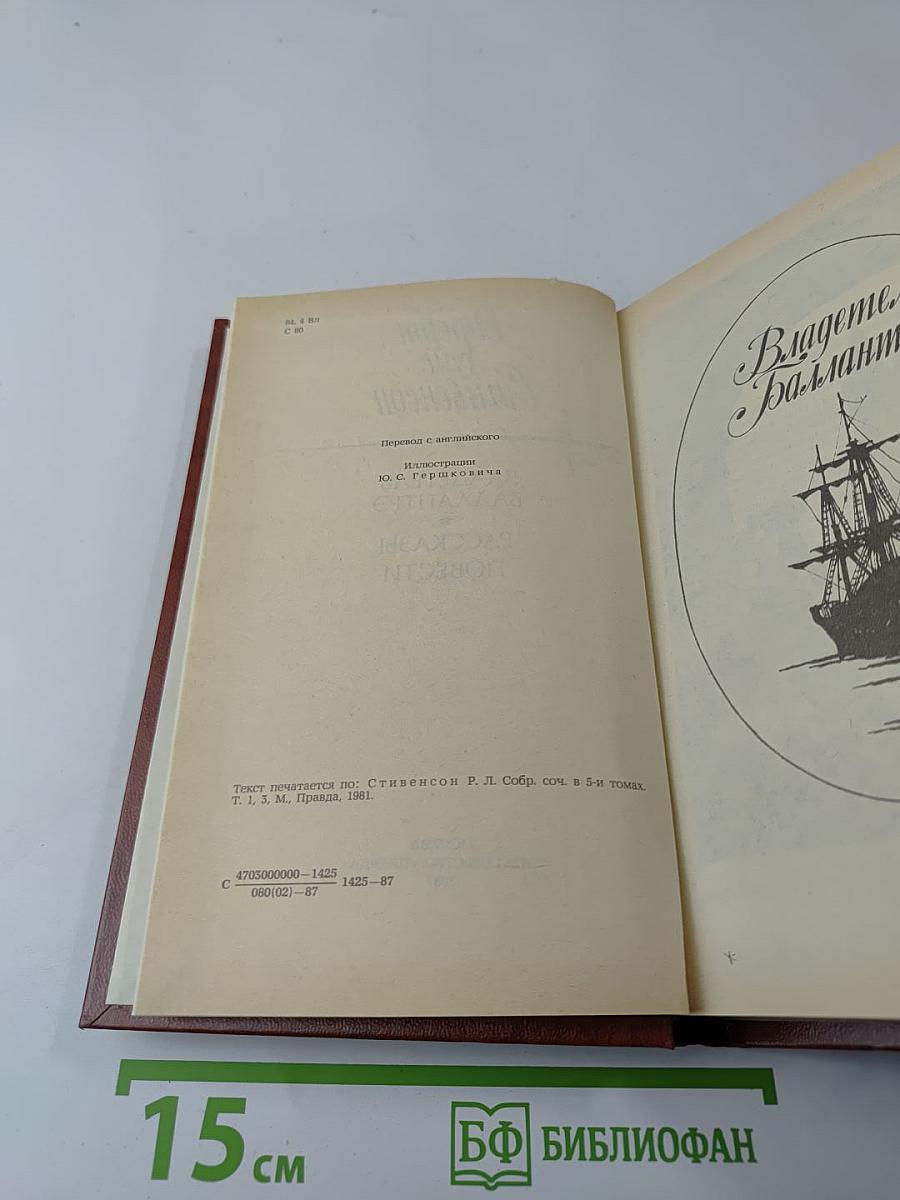 84. 4 Вл
С 80
Перевод с английского
Иллюстрации
Ю. С. Гершковича
Текст печатается по: Стивенсон Р. Л. Собр. соч. в 5-и томах.
Т. 1, 3, М., Правда, 1981.
С 4703000000—1425 / 080(02)—87 1425—87
Владетел
Баллант
*
15 см
БФ БИБЛИОФАН